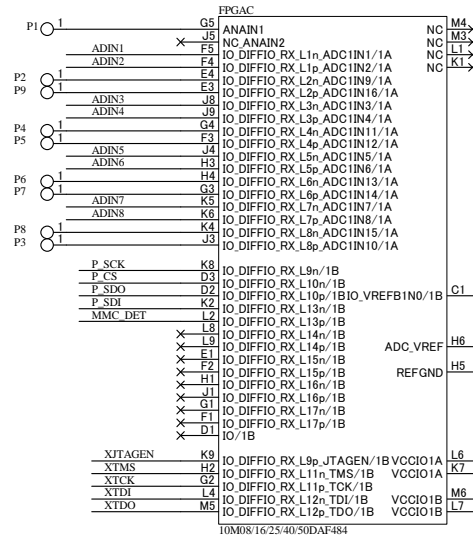 FPGAC
P1 1 G5 ANAIN1 NC M4
J5 NC_ANAIN2 NC M3
ADIN1 F5 IO_DIFFIO_RX_L1n_ADC1IN1/1A NC L1
ADIN2 F4 IO_DIFFIO_RX_L1p_ADC1IN2/1A NC K1
P2 1 E4 IO_DIFFIO_RX_L2n_ADC1IN9/1A
P9 1 E3 IO_DIFFIO_RX_L2p_ADC1IN16/1A
ADIN3 J8 IO_DIFFIO_RX_L3n_ADC1IN3/1A
ADIN4 J9 IO_DIFFIO_RX_L3p_ADC1IN4/1A
P4 1 G4 IO_DIFFIO_RX_L4n_ADC1IN11/1A
P5 1 F3 IO_DIFFIO_RX_L4p_ADC1IN12/1A
ADIN5 J4 IO_DIFFIO_RX_L5n_ADC1IN5/1A
ADIN6 H3 IO_DIFFIO_RX_L5p_ADC1IN6/1A
P6 1 H4 IO_DIFFIO_RX_L6n_ADC1IN13/1A
P7 1 G3 IO_DIFFIO_RX_L6p_ADC1IN14/1A
ADIN7 K5 IO_DIFFIO_RX_L7n_ADC1IN7/1A
ADIN8 K6 IO_DIFFIO_RX_L7p_ADC1IN8/1A
P8 1 K4 IO_DIFFIO_RX_L8n_ADC1IN15/1A
P3 1 J3 IO_DIFFIO_RX_L8p_ADC1IN10/1A
P_SCK K8 IO_DIFFIO_RX_L9n/1B
P_CS D3 IO_DIFFIO_RX_L10n/1B
P_SDO D2 IO_DIFFIO_RX_L10p/1B IO_VREFB1N0/1B C1
P_SDI K2 IO_DIFFIO_RX_L13n/1B
MMC_DET L2 IO_DIFFIO_RX_L13p/1B
L8 IO_DIFFIO_RX_L14n/1B
L9 IO_DIFFIO_RX_L14p/1B ADC_VREF H6
E1 IO_DIFFIO_RX_L15n/1B
F2 IO_DIFFIO_RX_L15p/1B REFGND H5
H1 IO_DIFFIO_RX_L16n/1B
J1 IO_DIFFIO_RX_L16p/1B
G1 IO_DIFFIO_RX_L17n/1B
F1 IO_DIFFIO_RX_L17p/1B
D1 IO/1B
XJTAGEN K9 IO_DIFFIO_RX_L9p_JTAGEN/1B VCCIO1A L6
XTMS H2 IO_DIFFIO_RX_L11n_TMS/1B VCCIO1A K7
XTCK G2 IO_DIFFIO_RX_L11p_TCK/1B
XTDI L4 IO_DIFFIO_RX_L12n_TDI/1B VCCIO1B M6
XTDO M5 IO_DIFFIO_RX_L12p_TDO/1B VCCIO1B L7
10M08/16/25/40/50DAF484